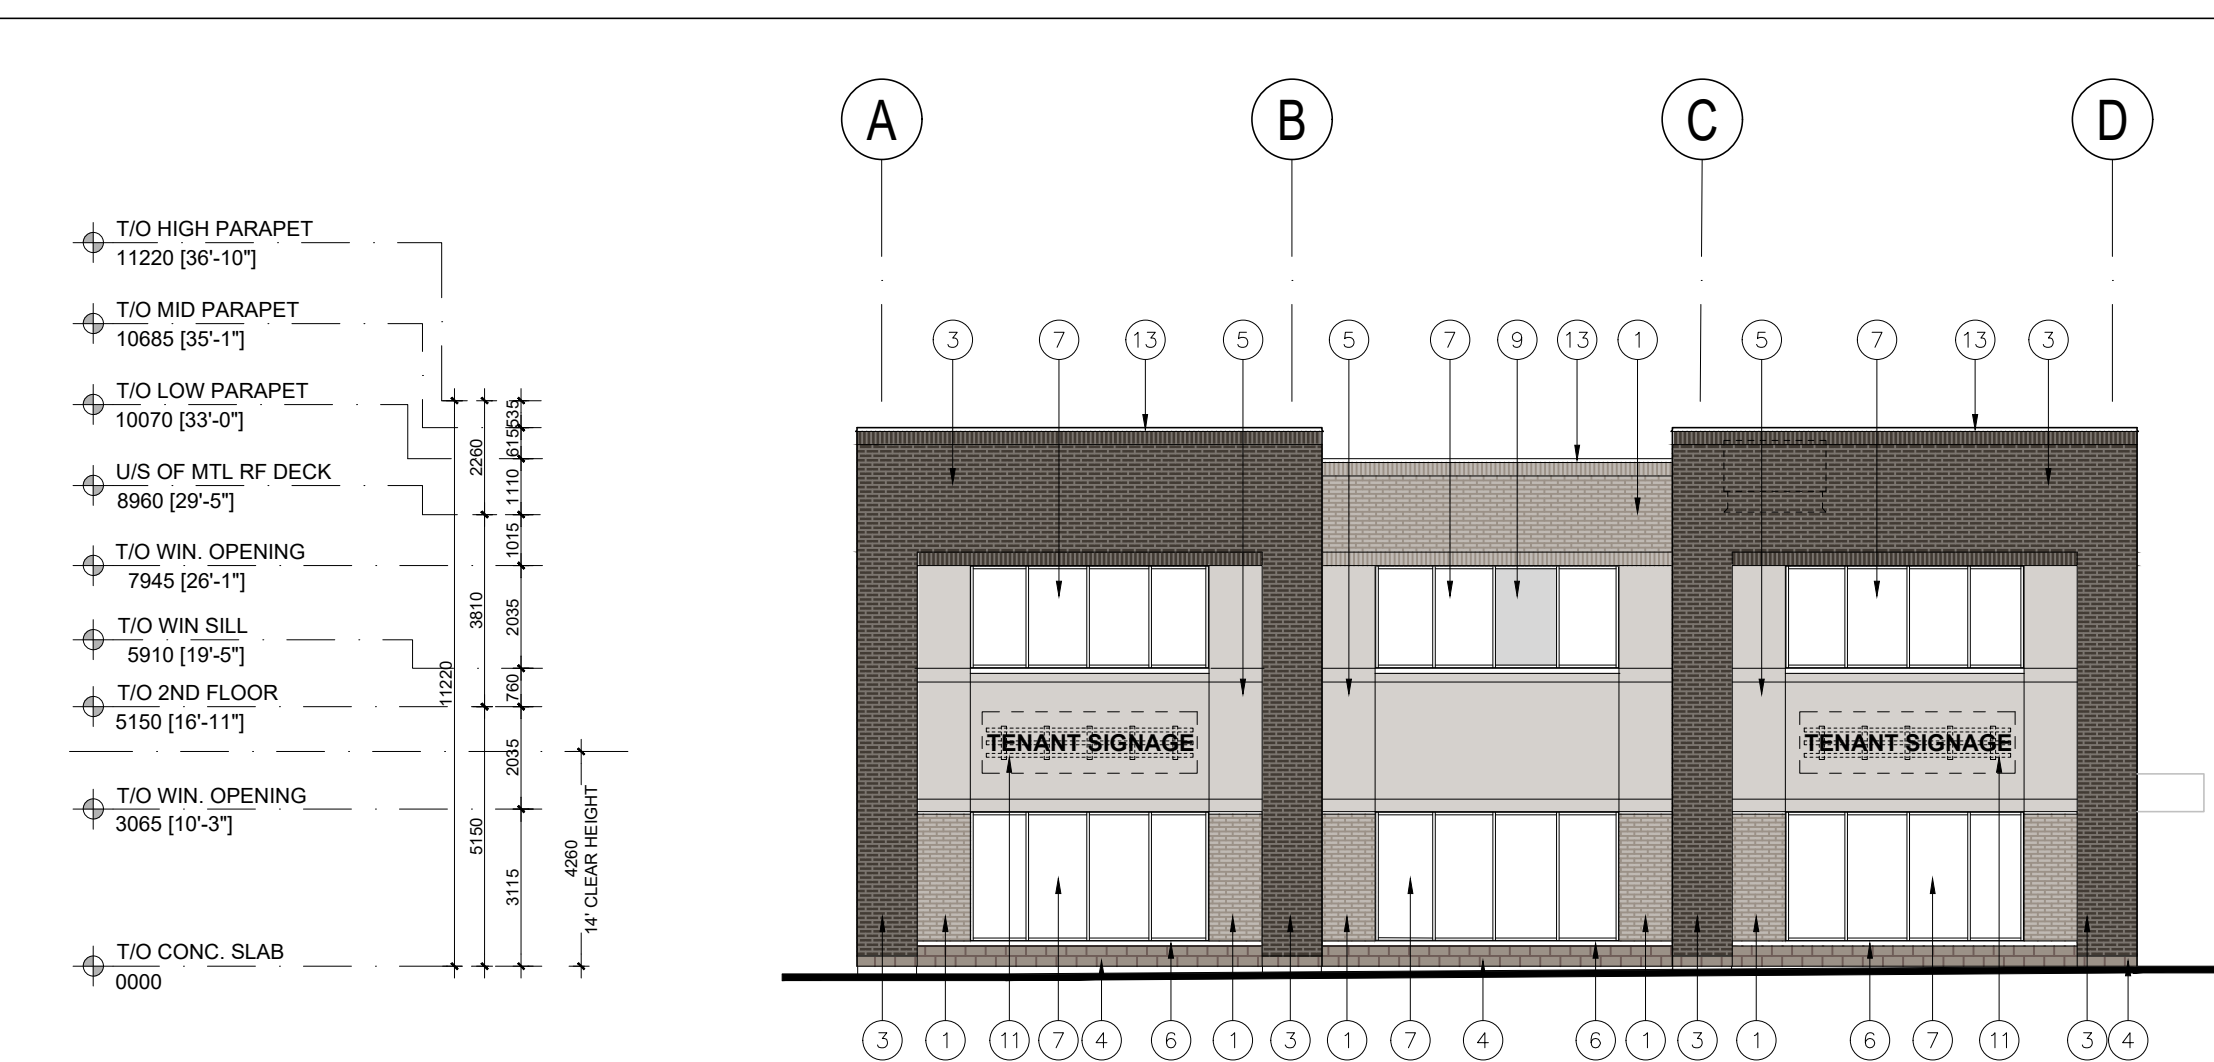 A B C D
T/O HIGH PARAPET
11220 [36'-10"]
T/O MID PARAPET
10685 [35'-1"]
T/O LOW PARAPET
10070 [33'-0"]
U/S OF MTL RF DECK
8960 [29'-5"]
T/O WIN. OPENING
7945 [26'-1"]
T/O WIN SILL
5910 [19'-5"]
T/O 2ND FLOOR
5150 [16'-11"]
T/O WIN. OPENING
3065 [10'-3"]
T/O CONC. SLAB
0000
11220
2260
3810
5150
535
615
1110
1015
2035
760
2035
3115
4260
14' CLEAR HEIGHT
3 7 13 5 5 7 9 13 1 5 7 13 3
TENANT SIGNAGE TENANT SIGNAGE
3 1 11 7 4 6 1 3 1 7 4 6 1 3 1 6 7 11 3 4